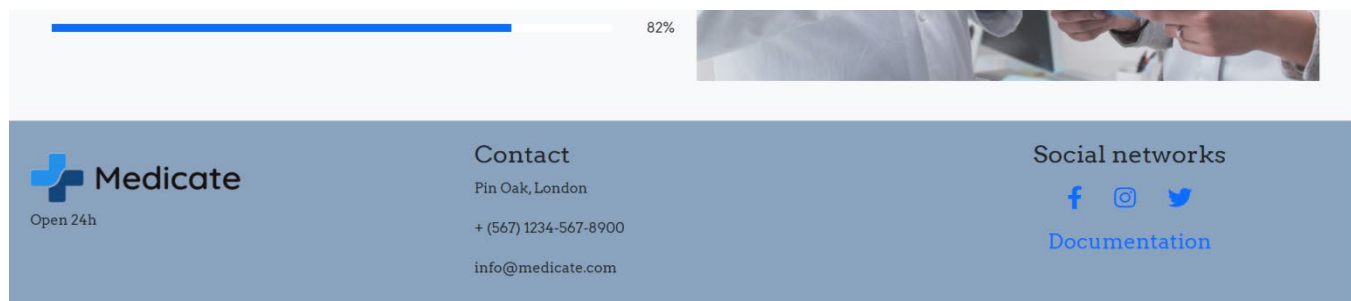 82%
Medicate
Open 24h
Contact
Pin Oak, London
+ (567) 1234-567-8900
info@medicate.com
Social networks
Documentation